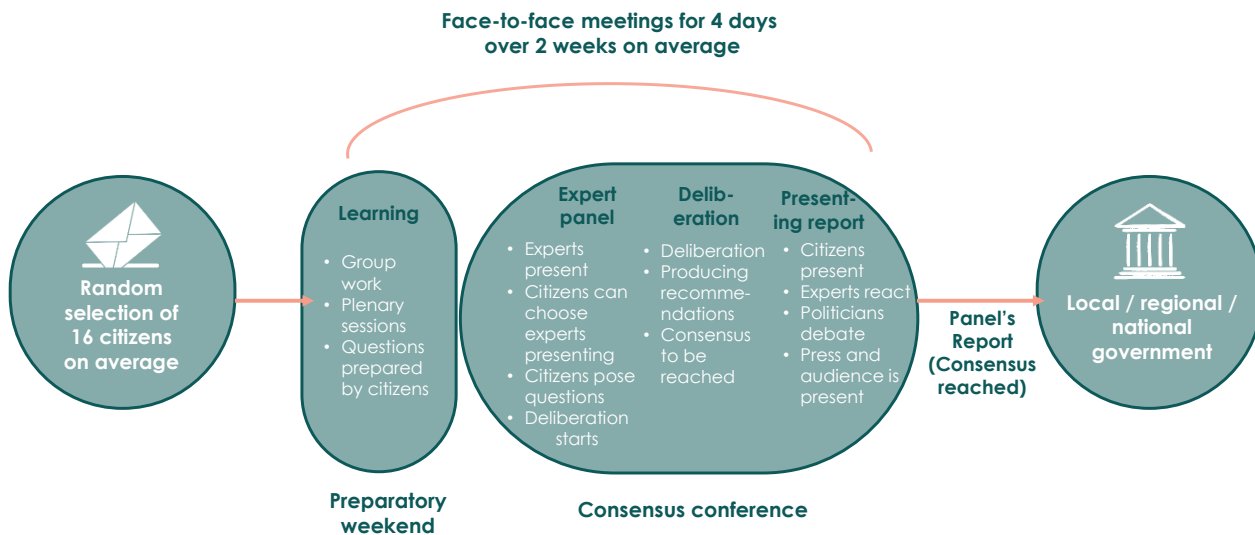 Face-to-face meetings for 4 days
over 2 weeks on average
Random
selection of
16 citizens
on average
Learning
• Group
work
• Plenary
sessions
• Questions
prepared
by citizens
Preparatory
weekend
Expert
panel
• Experts
present
• Citizens can
choose
experts
presenting
• Citizens pose
questions
• Deliberation
starts
Delib-
eration
• Deliberation
• Producing
recomme-
ndations
• Consensus
to be
reached
Present-
ing report
• Citizens
present
• Experts react
• Politicians
debate
• Press and
audience is
present
Consensus conference
Panel’s
Report
(Consensus
reached)
Local / regional /
national
government